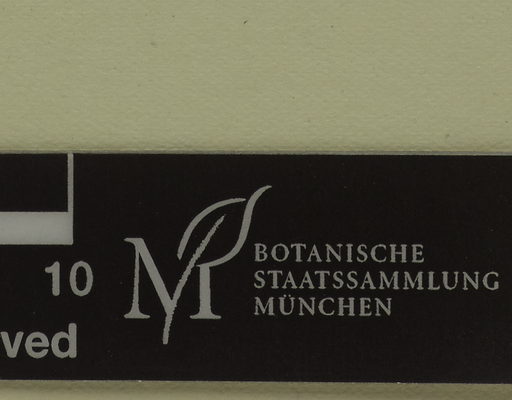 10
ved
M
BOTANISCHE
STAATSSAMMLUNG
MÜNCHEN